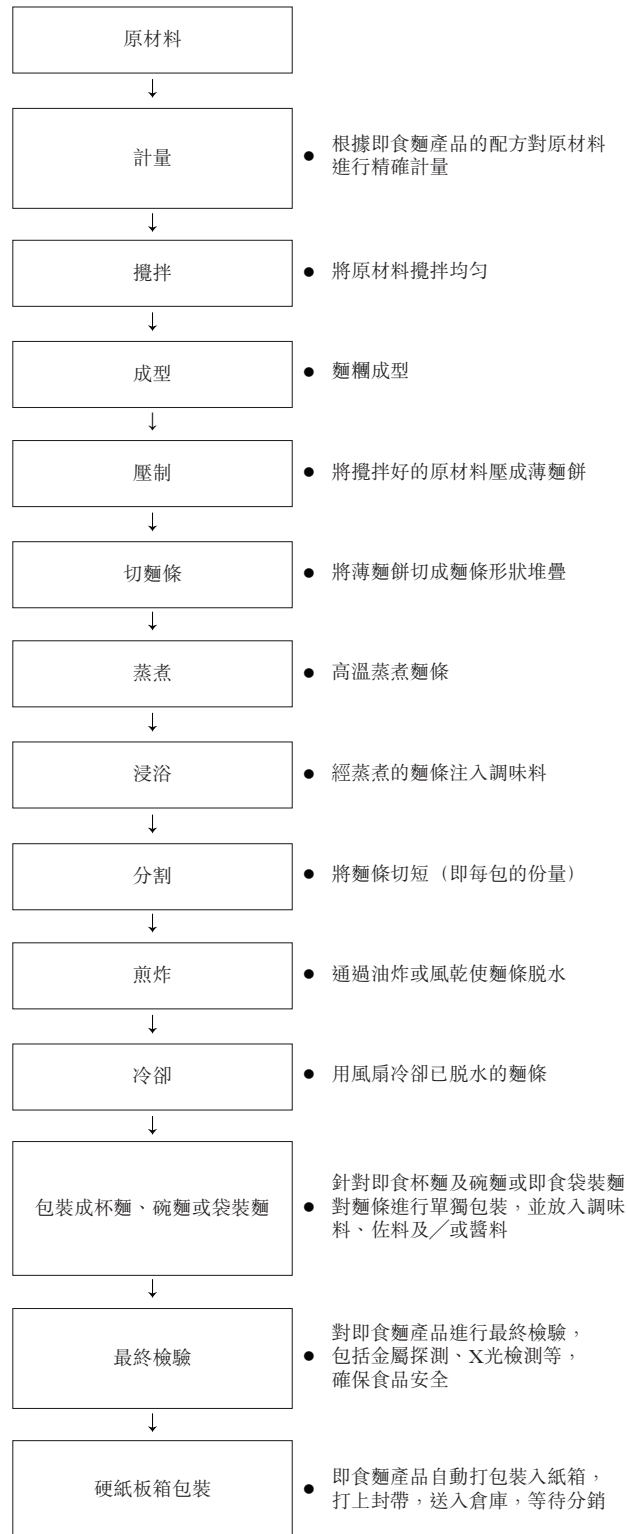 原材料
↓
計量
● 根據即食麵產品的配方對原材料
進行精確計量
↓
攪拌
● 將原材料攪拌均勻
↓
成型
● 麵糰成型
↓
壓制
● 將攪拌好的原材料壓成薄麵餅
↓
切麵條
● 將薄麵餅切成麵條形狀堆疊
↓
蒸煮
● 高溫蒸煮麵條
↓
浸浴
● 經蒸煮的麵條注入調味料
↓
分割
● 將麵條切短（即每包的份量）
↓
煎炸
● 通過油炸或風乾使麵條脫水
↓
冷卻
● 用風扇冷卻已脫水的麵條
↓
包裝成杯麵、碗麵或袋裝麵
● 針對即食杯麵及碗麵或即食袋裝麵
對麵條進行單獨包裝，並放入調味
料、佐料及╱或醬料
↓
最終檢驗
● 對即食麵產品進行最終檢驗，
包括金屬探測、X光檢測等，
確保食品安全
↓
硬紙板箱包裝
● 即食麵產品自動打包裝入紙箱，
打上封帶，送入倉庫，等待分銷